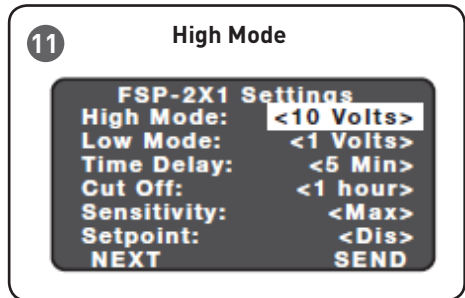 11 High Mode
FSP-2X1 Settings
High Mode: <10 Volts>
Low Mode: <1 Volts>
Time Delay: <5 Min>
Cut Off: <1 hour>
Sensitivity: <Max>
Setpoint: <Dis>
NEXT SEND